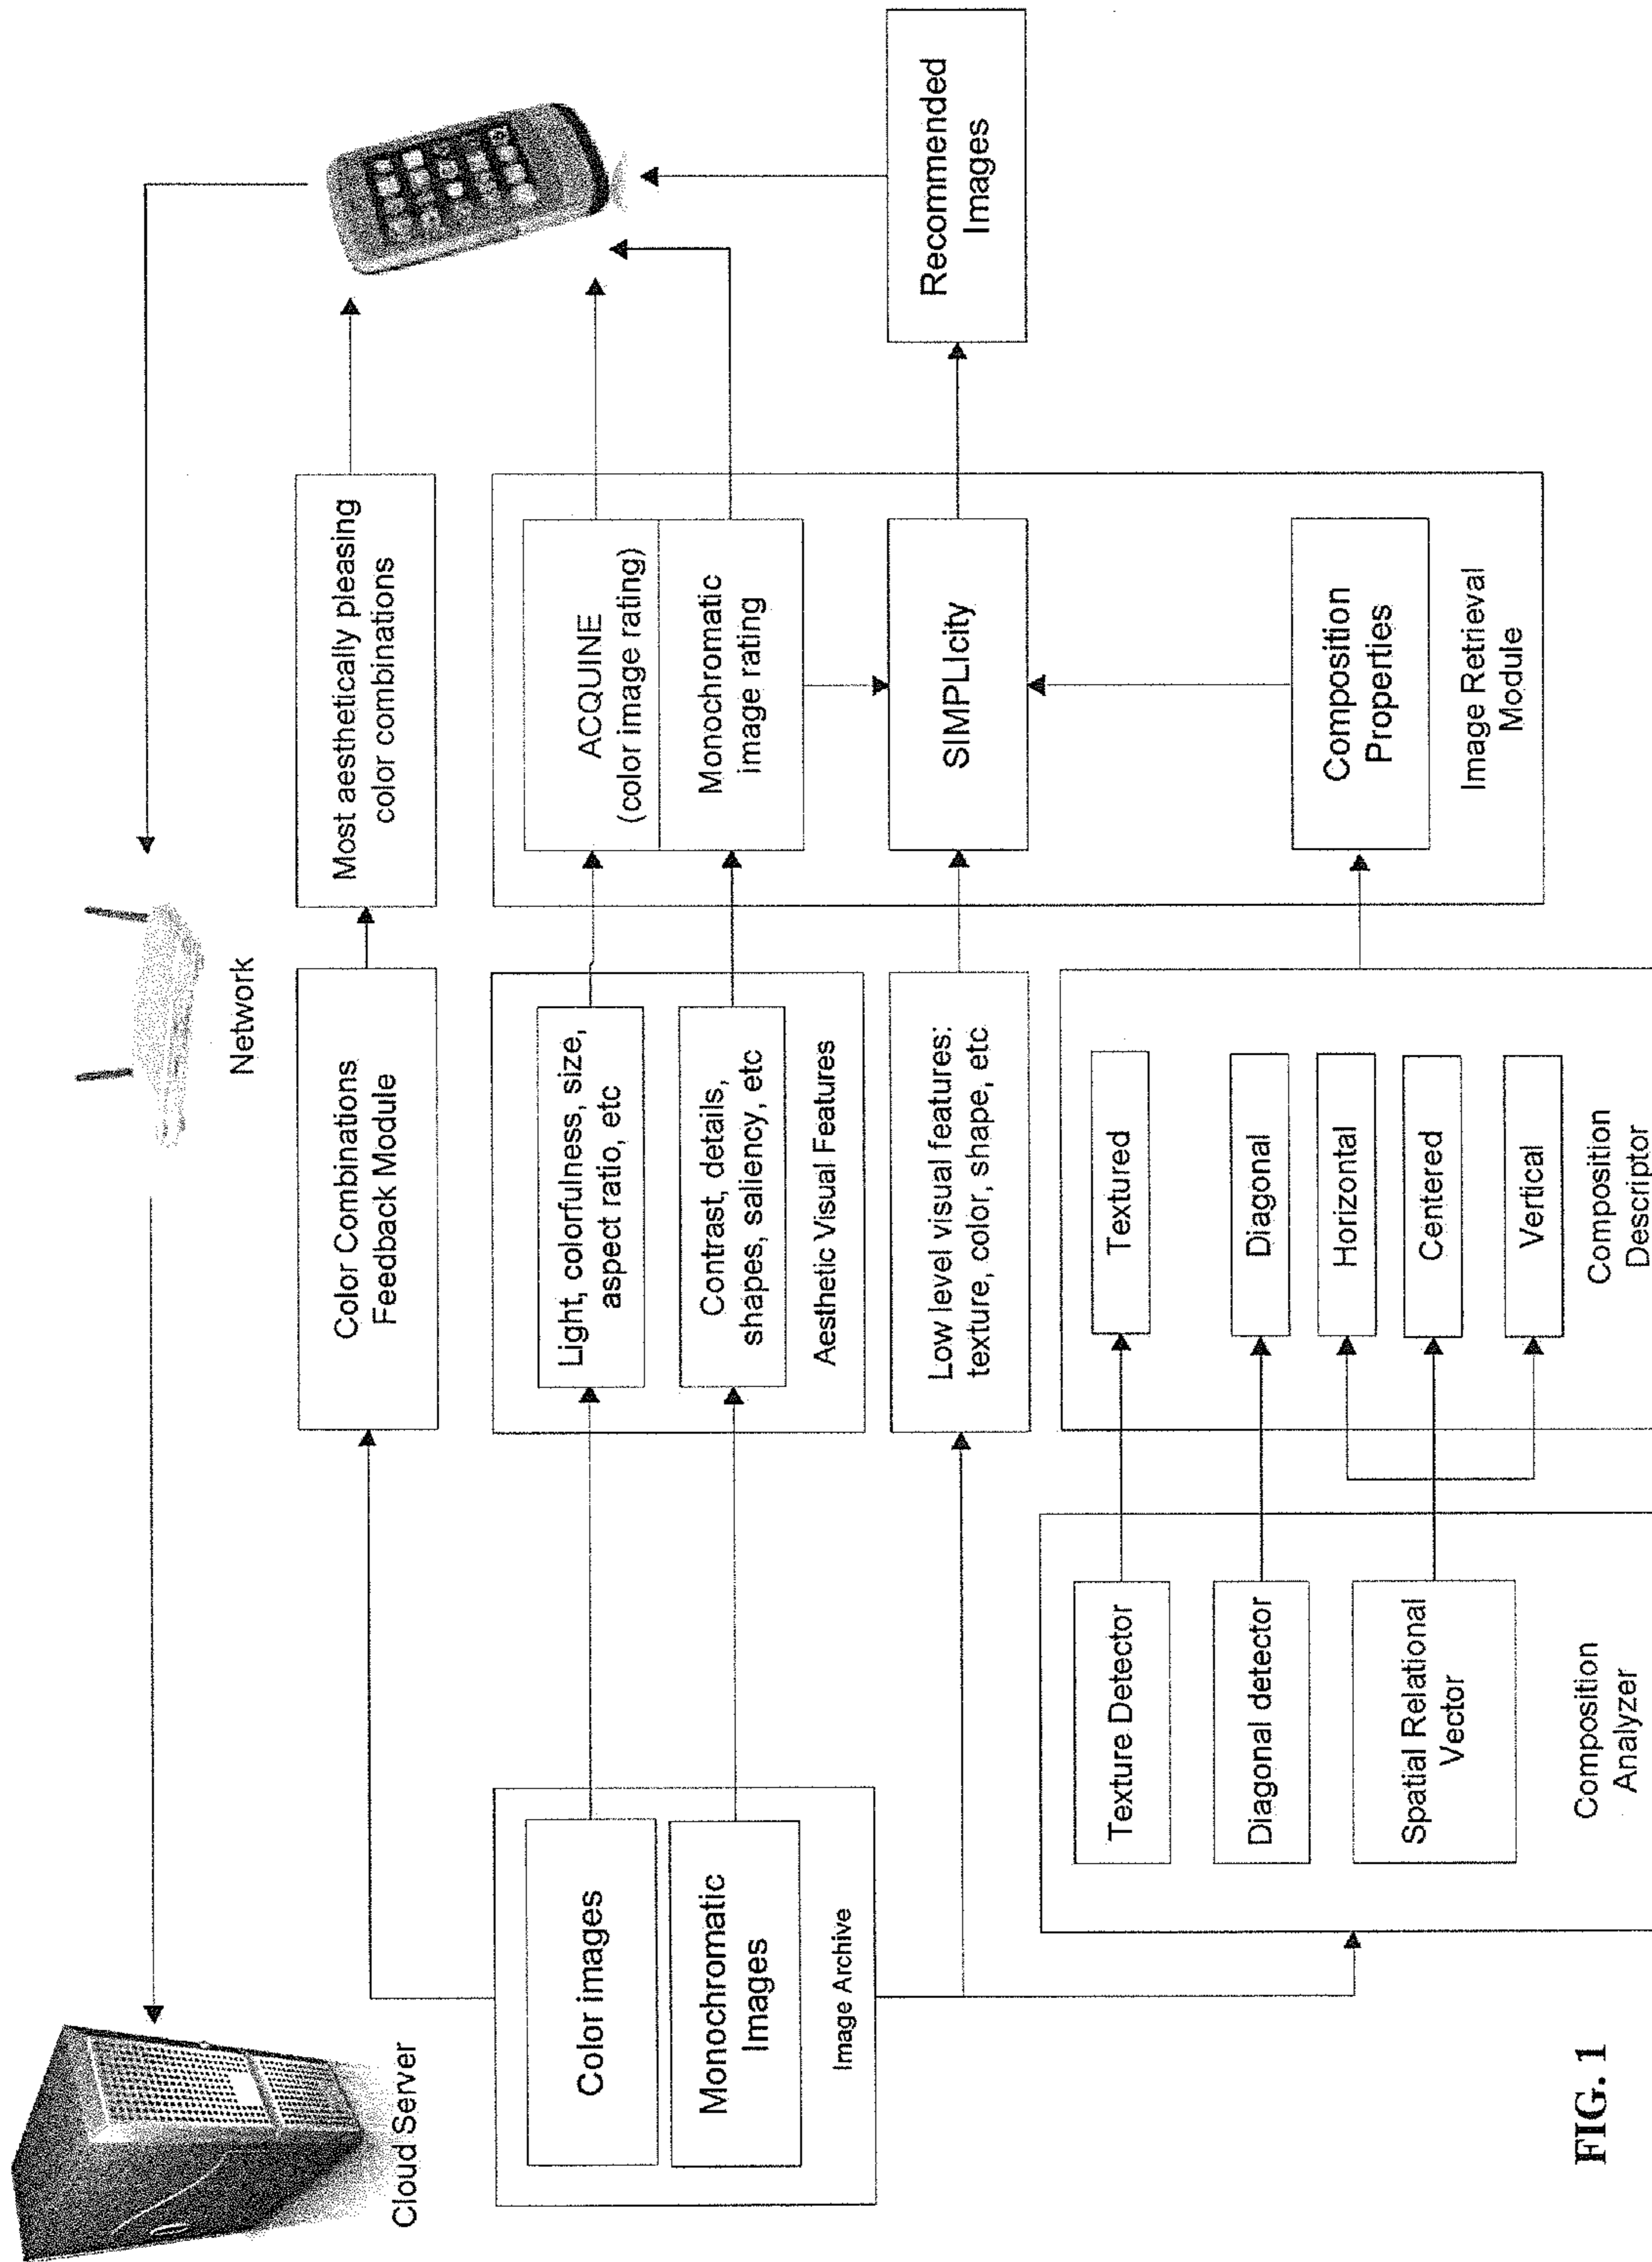 Cloud Server
Network
Color Combinations
Feedback Module
Most aesthetically pleasing
color combinations
Color images
Monochromatic
Images
Image Archive
Light, colorfulness, size,
aspect ratio, etc
Contrast, details,
shapes, saliency, etc
Aesthetic Visual Features
ACQUINE
(color image rating)
Monochromatic
image rating
Low level visual features:
texture, color, shape, etc
SIMPLIcity
Recommended
Images
Texture Detector
Diagonal detector
Spatial Relational
Vector
Composition
Analyzer
Textured
Diagonal
Horizontal
Centered
Vertical
Composition
Descriptor
Composition
Properties
Image Retrieval
Module
FIG. 1